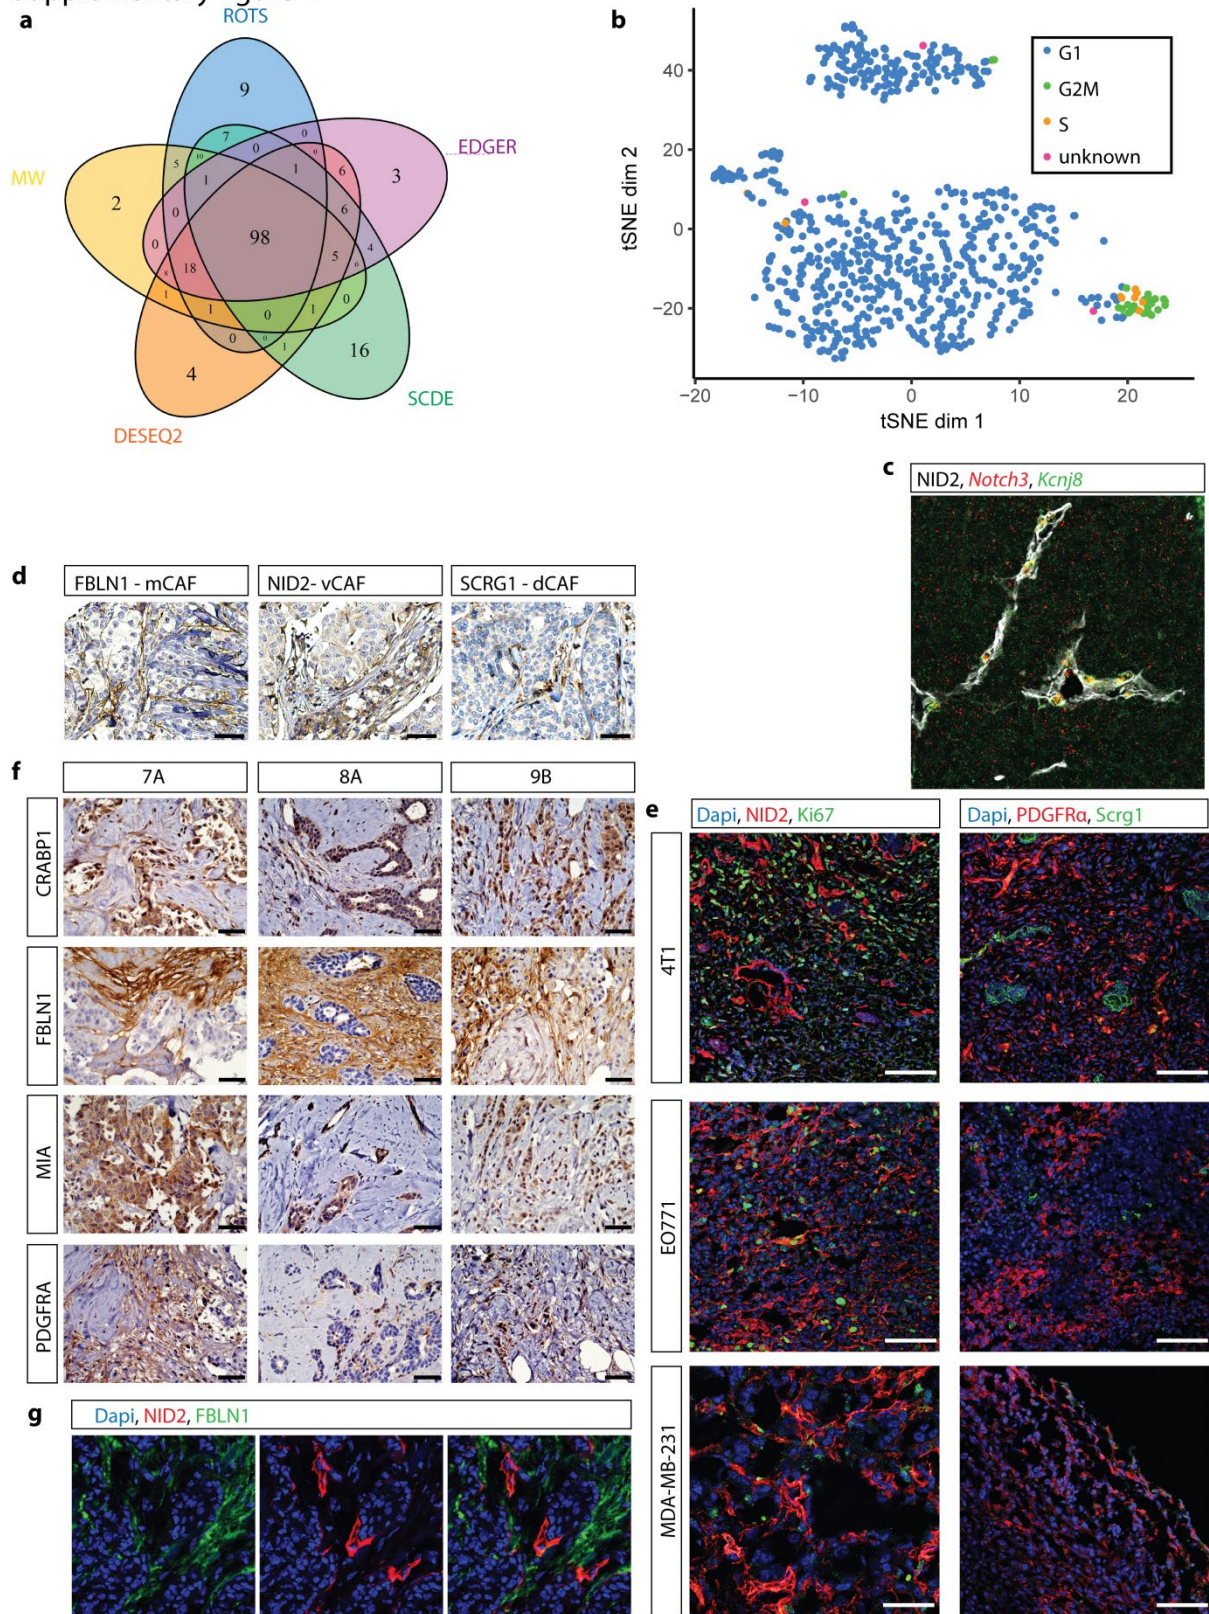 a
ROTS
9
7
0
0
EDGER
5
10
1
0
6
3
MW
2
1
0
6
98
4
0
5
0
8
18
1
1
0
1
0
0
0
1
4
16
SCDE
DESEQ2
b
G1
G2M
S
unknown
40
20
0
−20
tSNE dim 2
−20
−10
0
10
20
tSNE dim 1
c
NID2, Notch3, Kcnj8
d
FBLN1 - mCAF
NID2- vCAF
SCRG1 - dCAF
f
7A
8A
9B
CRABP1
FBLN1
MIA
PDGFRA
e
Dapi, NID2, Ki67
Dapi, PDGFRα, Scrg1
4T1
EO771
MDA-MB-231
g
Dapi, NID2, FBLN1